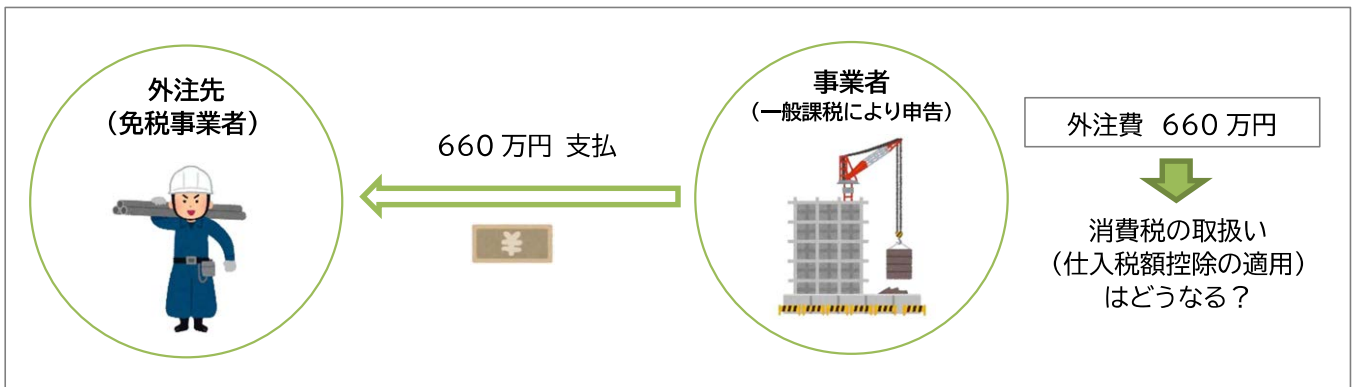 外注先
（免税事業者）
660 万円 支払
¥
事業者
（一般課税により申告）
外注費 660 万円
消費税の取扱い
（仕入税額控除の適用）
はどうなる？